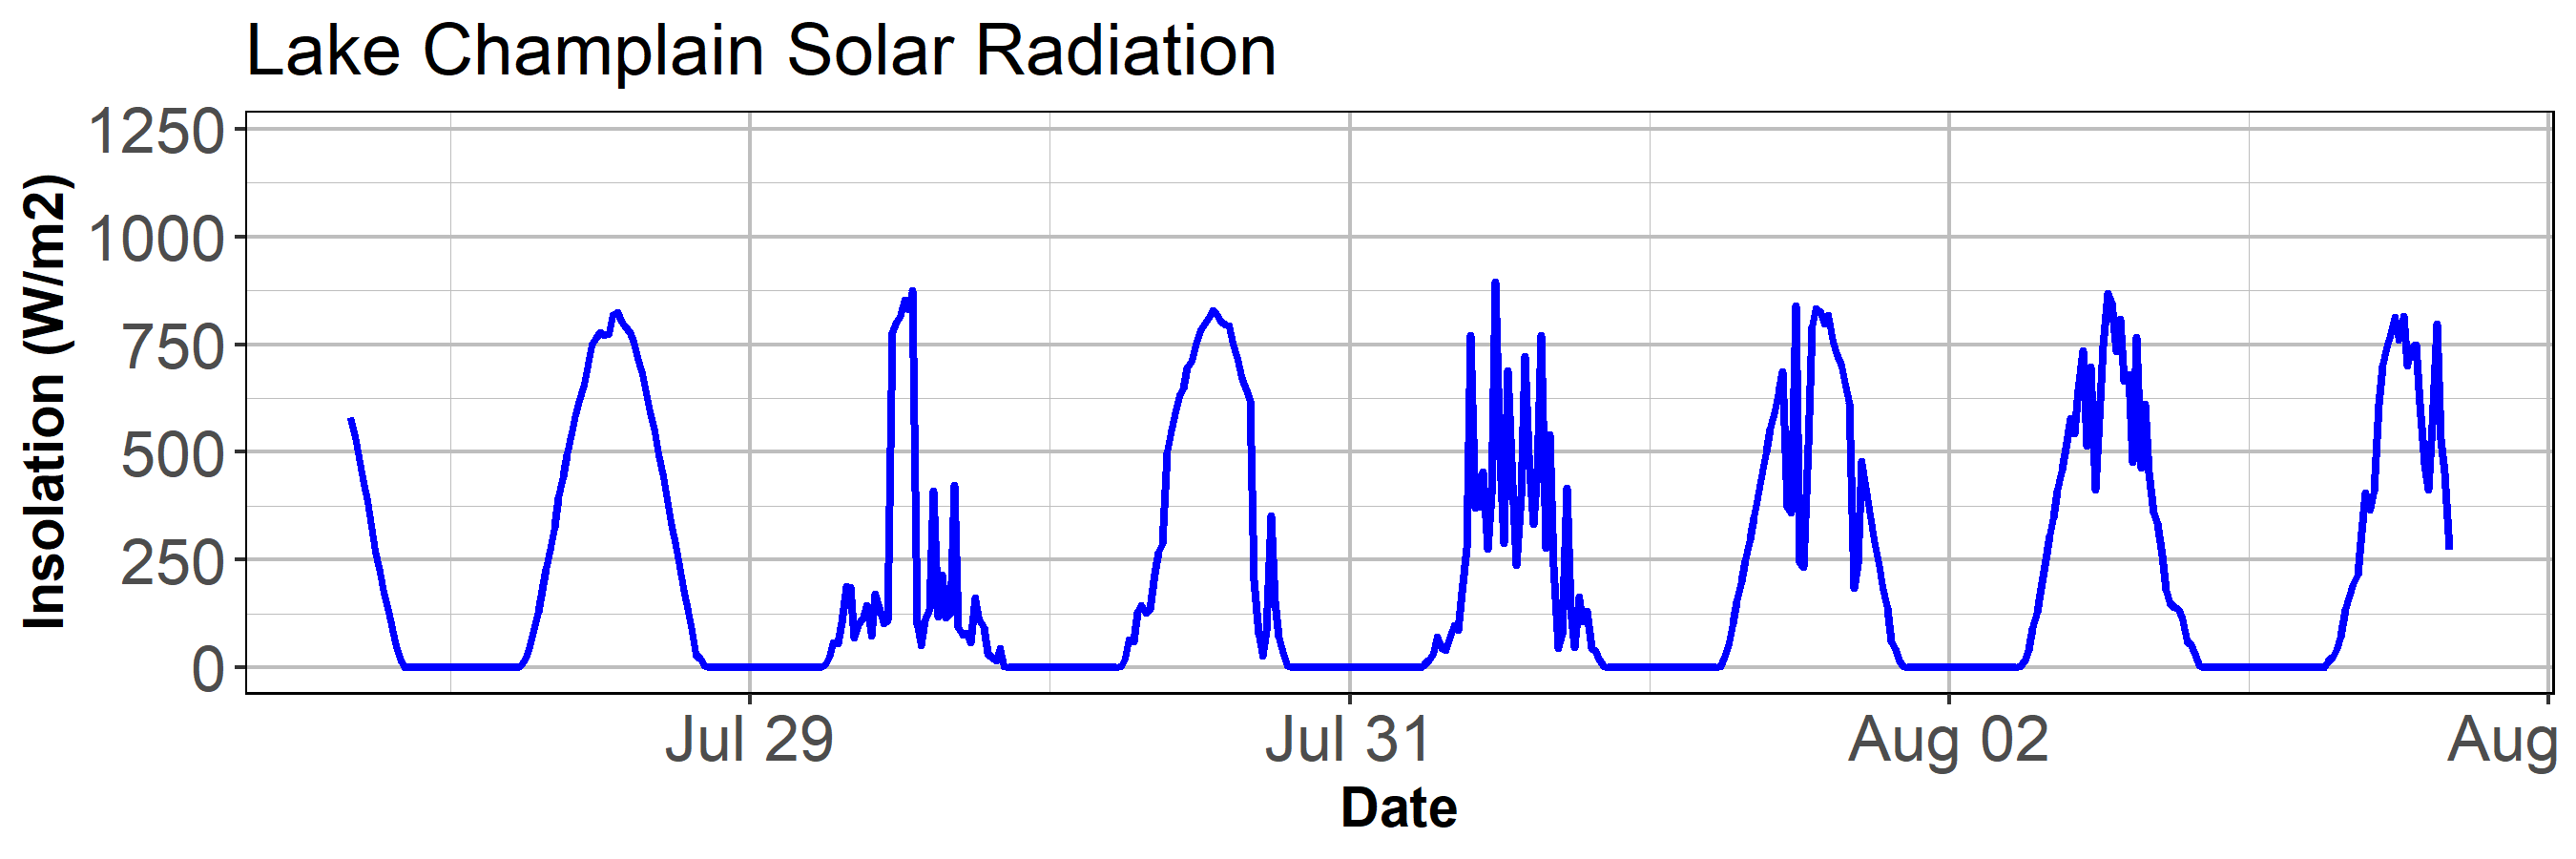 Lake Champlain Solar Radiation
Insolation (W/m2)
1250
1000
750
500
250
0
Jul 29 Jul 31 Aug 02 Aug
Date